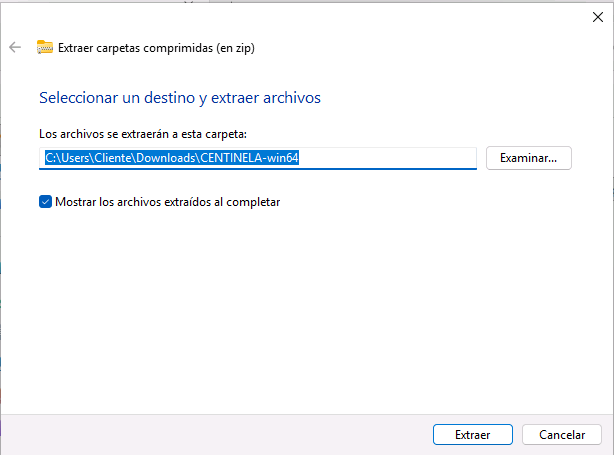 Extraer carpetas comprimidas (en zip)
Seleccionar un destino y extraer archivos
Los archivos se extraerán a esta carpeta:
C:\Users\Cliente\Downloads\CENTINELA-win64
Examinar...
Mostrar los archivos extraídos al completar
Extraer
Cancelar